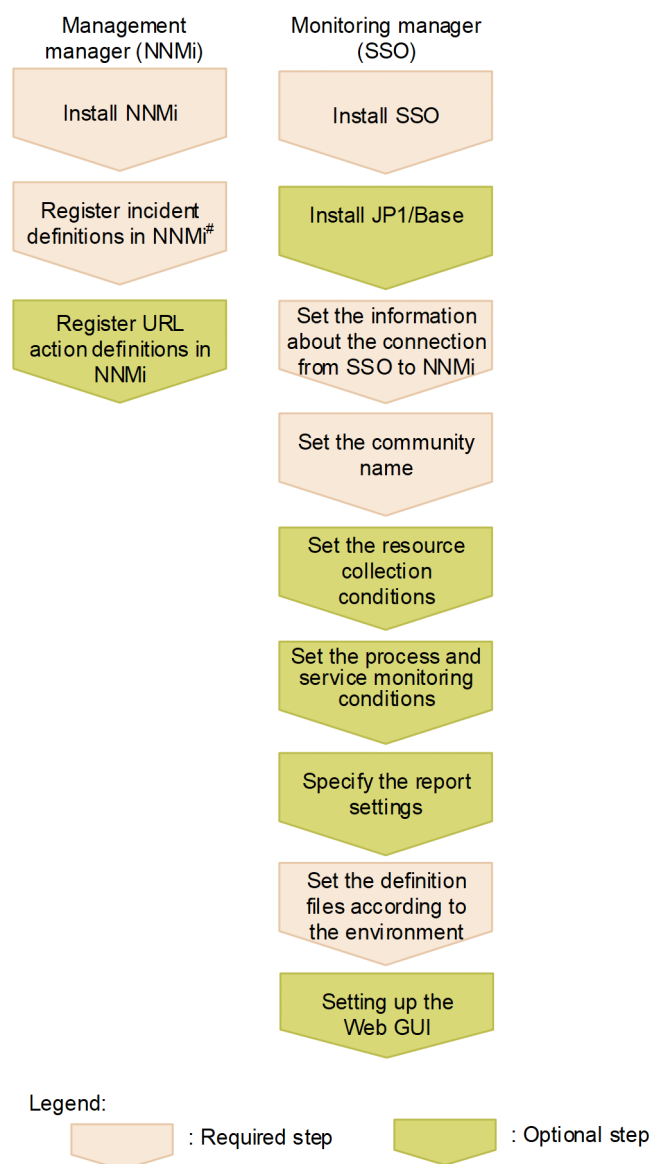 Management
manager (NNMi)
Install NNMi
Register incident
definitions in NNMi#
Register URL
action definitions in
NNMi
Monitoring manager
(SSO)
Install SSO
Install JP1/Base
Set the information
about the connection
from SSO to NNMi
Set the community
name
Set the resource
collection
conditions
Set the process and
service monitoring
conditions
Specify the report
settings
Set the definition
files according to
the environment
Setting up the
Web GUI
Legend:
: Required step
: Optional step